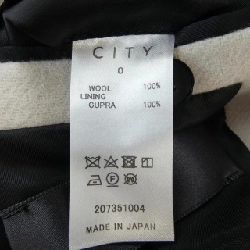 CITY
0
WOOL 100%
LINING
CUPRA 100%
207351004
MADE IN JAPAN